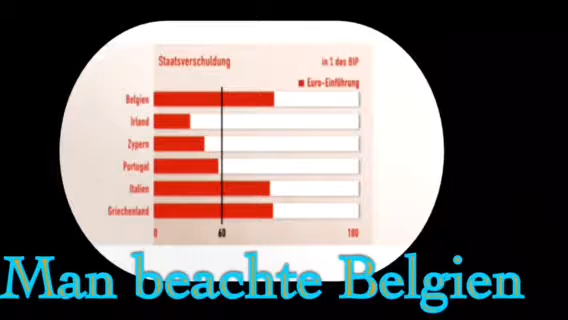 Staatsverschuldung
in % des BIP
Euro-Einführung
Belgien
Irland
Zypern
Portugal
Italien
Griechenland
0 60 180
Man beachte Belgien